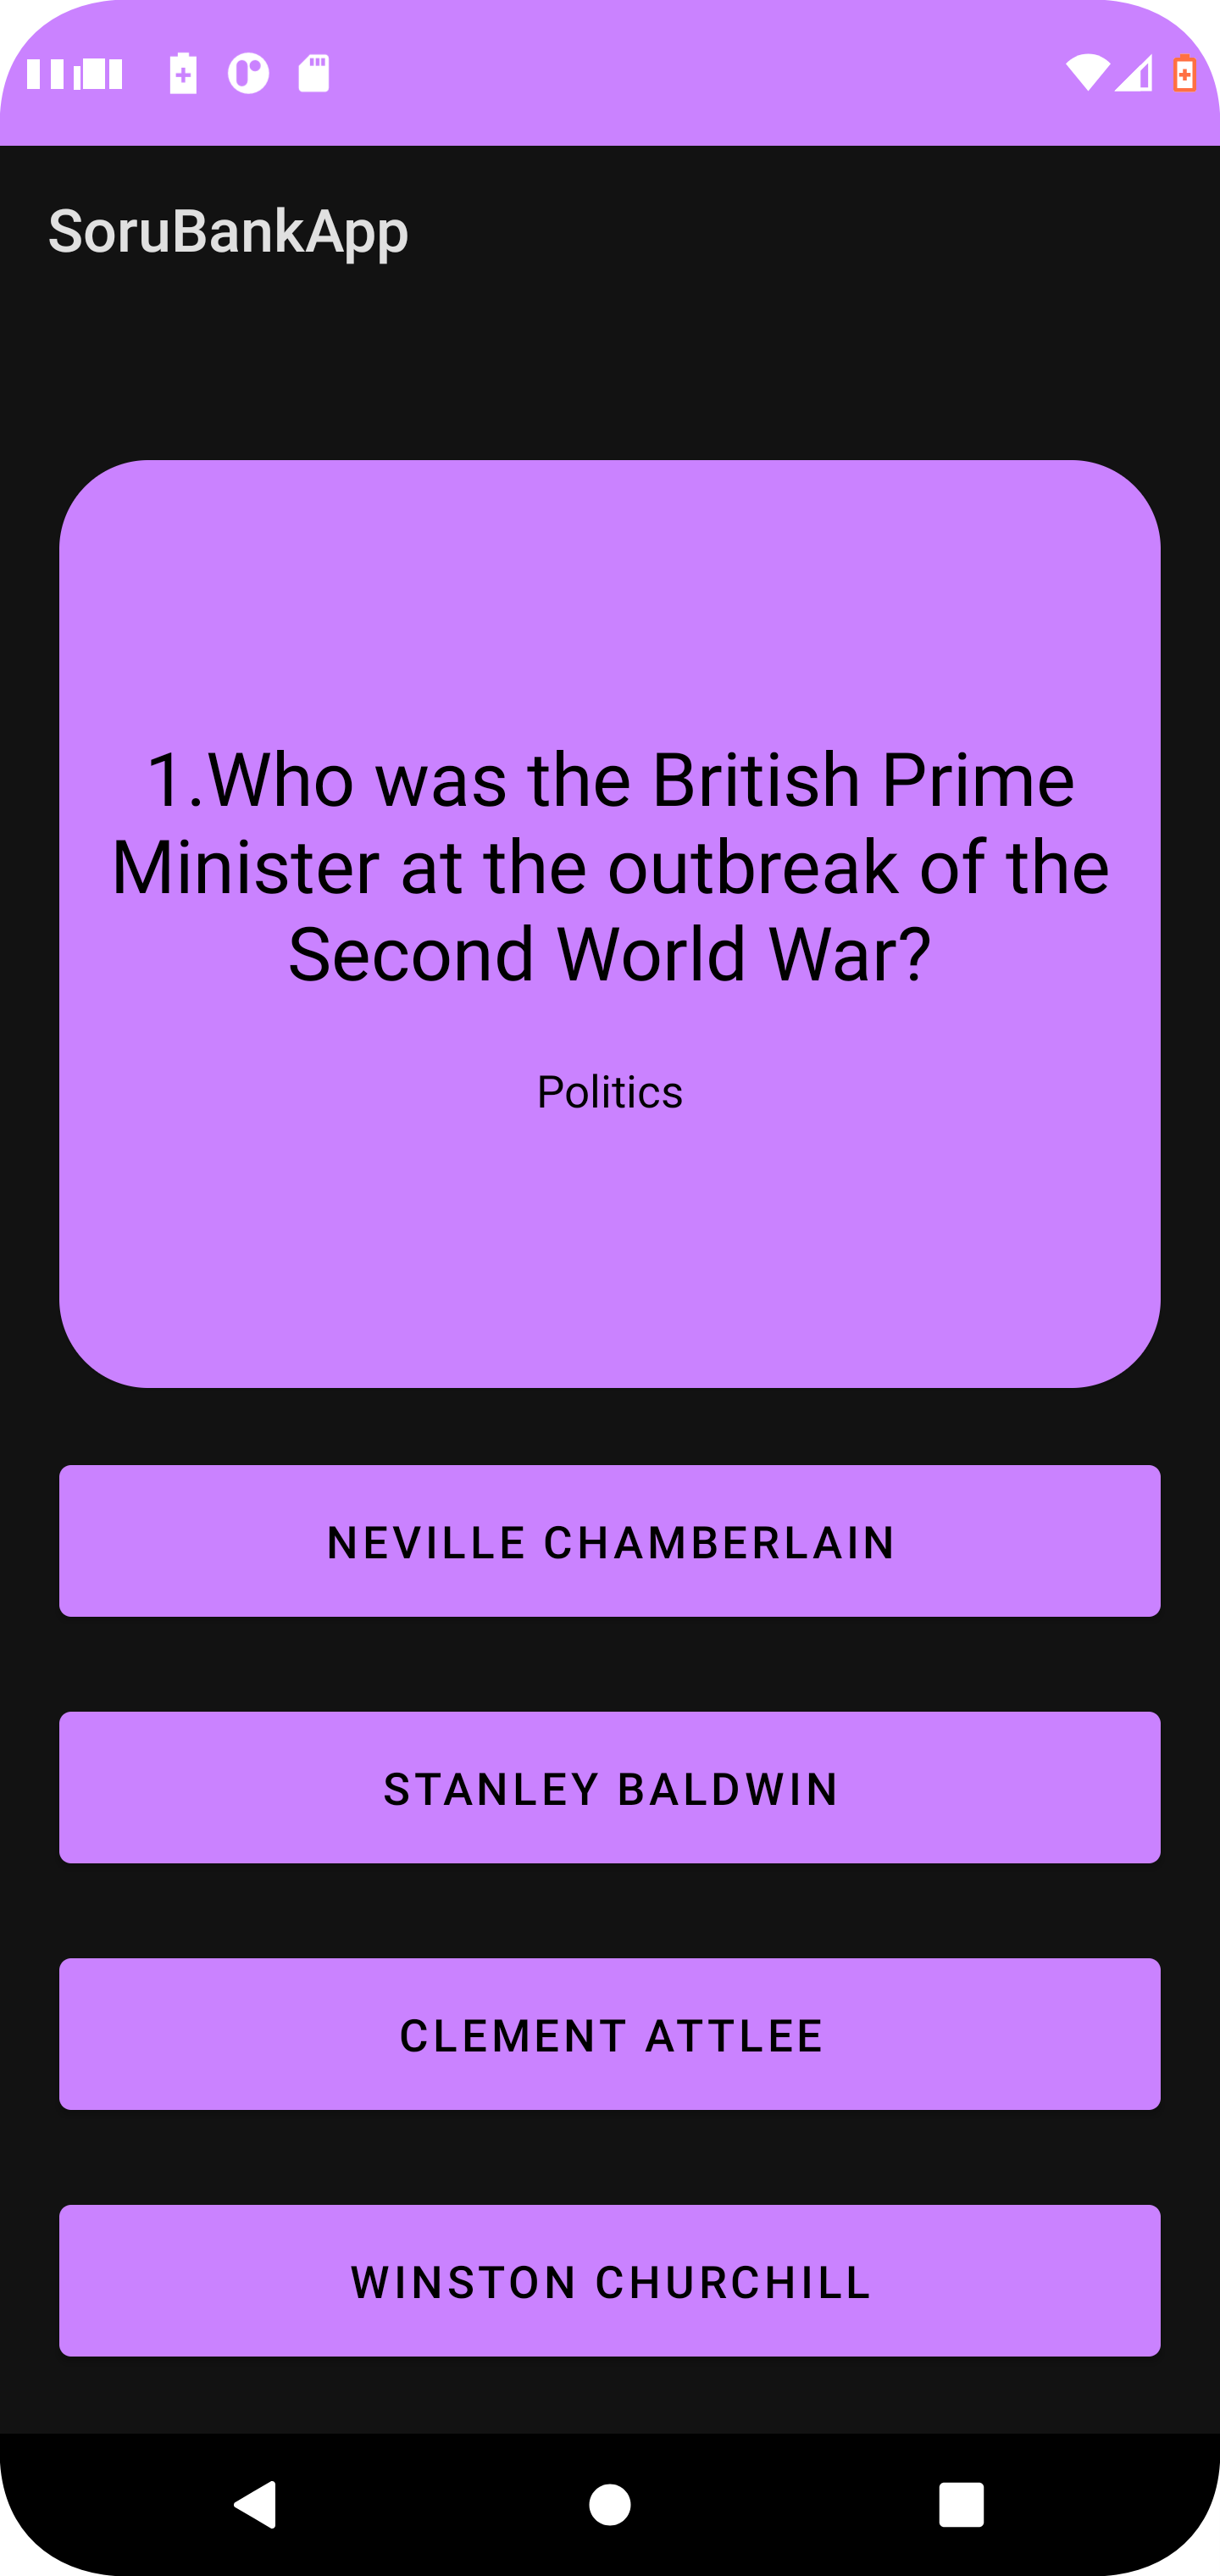 SoruBankApp
1.Who was the British Prime
Minister at the outbreak of the
Second World War?
Politics
NEVILLE CHAMBERLAIN
STANLEY BALDWIN
CLEMENT ATTLEE
WINSTON CHURCHILL